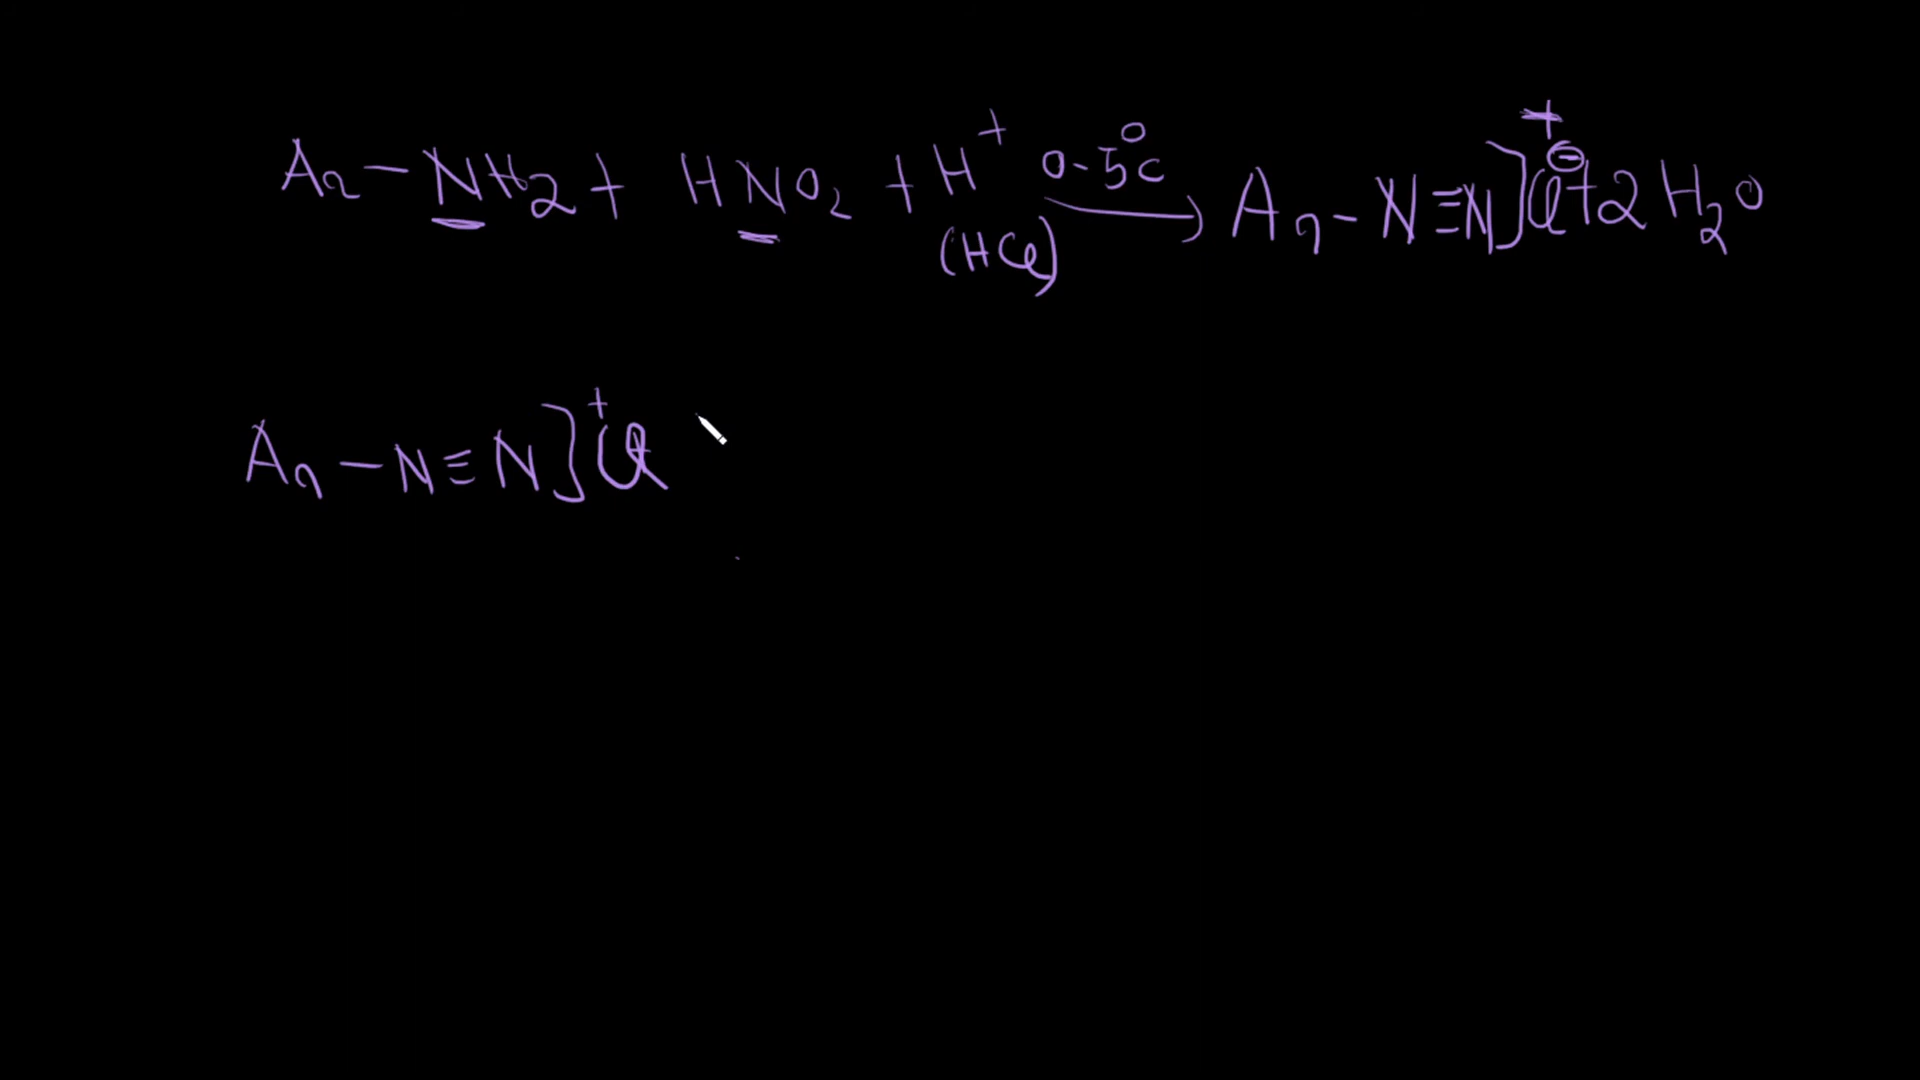 Ar - NH2 + HNO2 + H+ (HCl) 0-5°C → Ar - N≡N]+ Cl⊖ + 2H2O
Ar - N≡N]+ Cl